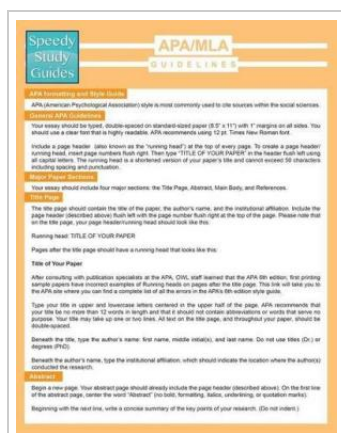 Speedy
Study
Guides
APA/MLA
GUIDELINES
APA Formatting and Style Guide
APA (American Psychological Association) style is most commonly used to cite sources within the social sciences.
General APA Guidelines
Your essay should be typed, double-spaced on standard-sized paper (8.5" x 11") with 1" margins on all sides. You
should use a clear font that is highly readable. APA recommends using 12 pt. Times New Roman font.
Include a page header (also known as the "running head") at the top of every page. To create a page header/
running head, insert page numbers flush right. Then type "TITLE OF YOUR PAPER" in the header flush left using
all capital letters. The running head is a shortened version of your paper's title and cannot exceed 50 characters
including spacing and punctuation.
Major Paper Sections
Your essay should include four major sections: the Title Page, Abstract, Main Body, and References.
Title Page
The title page should contain the title of the paper, the author's name, and the institutional affiliation. Include the
page header (described above) flush left with the page number flush right at the top of the page. Please note that
on the title page, your page header/running head should look like this:
Running head: TITLE OF YOUR PAPER
Pages after the title page should have a running head that looks like this:
Title of Your Paper
After consulting with publication specialists at the APA, OWL staff learned that the APA 6th edition, first printing
sample papers have incorrect examples of Running heads on pages after the title page. This link will take you to
the APA site where you can find a complete list of all the errors in the APA's 6th edition style guide.
Type your title in upper and lowercase letters centered in the upper half of the page. APA recommends that
your title be no more than 12 words in length and that it should not contain abbreviations or words that serve no
purpose. Your title may take up one or two lines. All text on the title page, and throughout your paper, should be
double-spaced.
Beneath the title, type the author's name: first name, middle initial(s), and last name. Do not use titles (Dr.) or
degrees (PhD).
Beneath the author's name, type the institutional affiliation, which should indicate the location where the author(s)
conducted the research.
Abstract
Begin a new page. Your abstract page should already include the page header (described above). On the first line
of the abstract page, center the word "Abstract" (no bold, formatting, italics, underlining, or quotation marks).
Beginning with the next line, write a concise summary of the key points of your research. (Do not indent.)